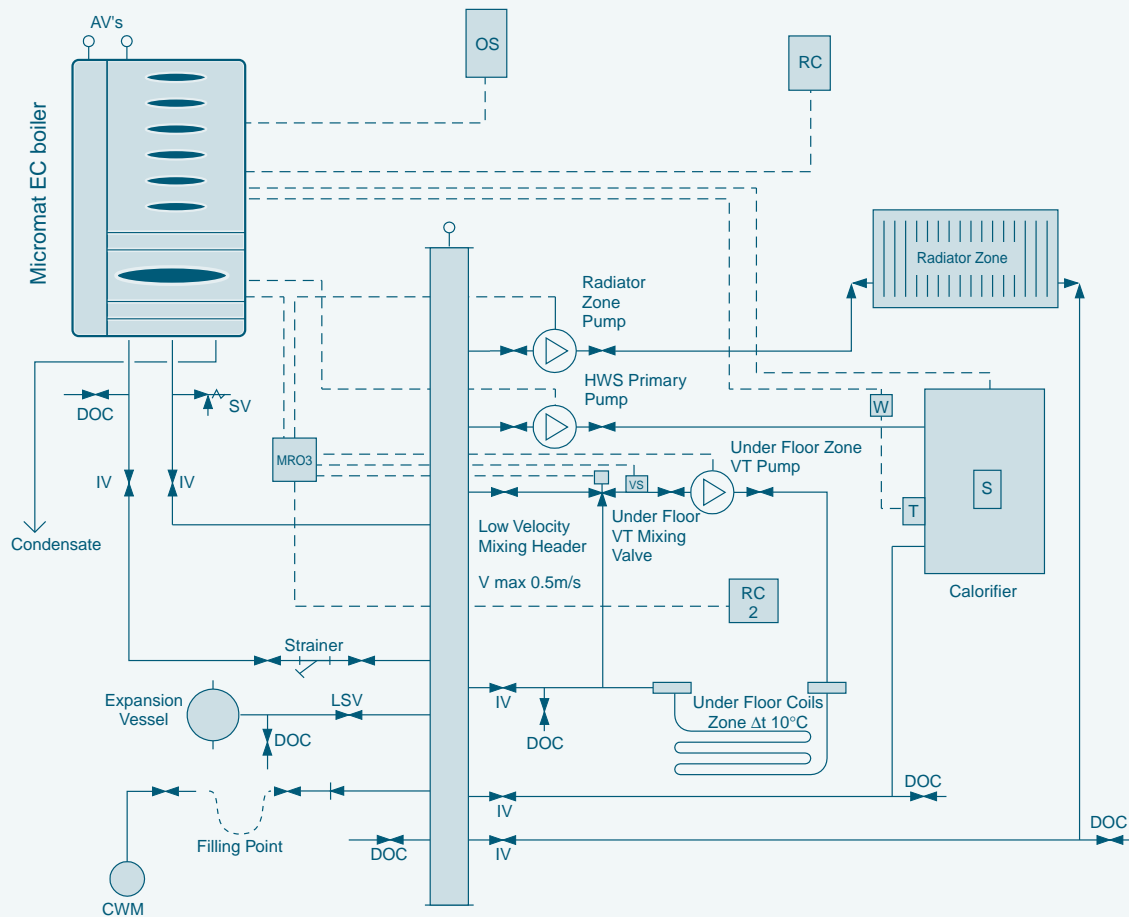 AV's
OS
RC
Micromat EC boiler
Radiator Zone
Radiator
Zone
Pump
HWS Primary
Pump
DOC
SV
W
Under Floor Zone
VT Pump
MRO3
IV
IV
VS
S
T
Low Velocity
Mixing Header
V max 0.5m/s
Under Floor
VT Mixing
Valve
Condensate
RC
2
Calorifier
Strainer
Expansion
Vessel
LSV
IV
Under Floor Coils
Zone Δt 10°C
DOC
DOC
DOC
IV
Filling Point
DOC
IV
DOC
CWM